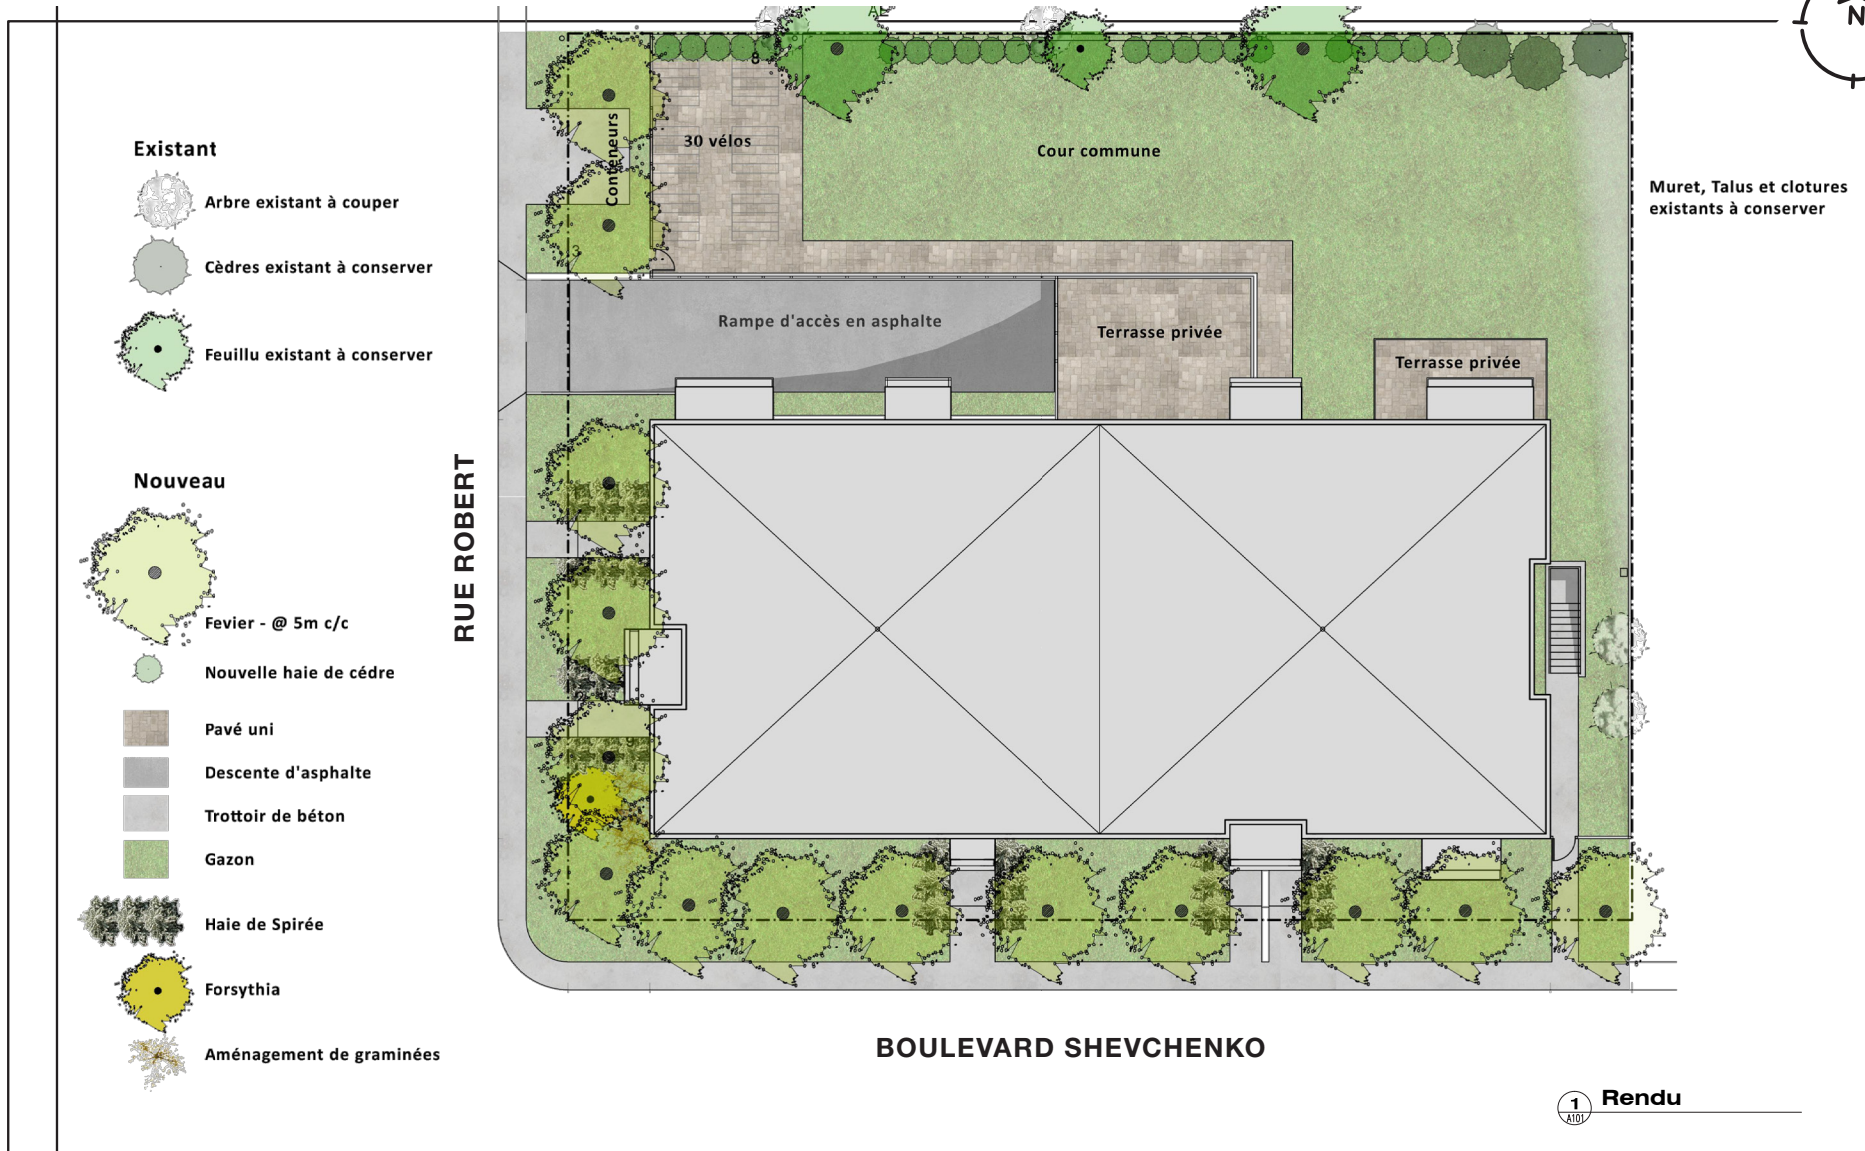 N
AE
8
30 vélos
Conteneurs
3
Cour commune
Muret, Talus et clotures
existants à conserver
Rampe d'accès en asphalte
Terrasse privée
Terrasse privée
Existant
Arbre existant à couper
Cèdres existant à conserver
Feuillu existant à conserver
Nouveau
Fevier - @ 5m c/c
Nouvelle haie de cédre
Pavé uni
Descente d'asphalte
Trottoir de béton
Gazon
Haie de Spirée
Forsythia
Aménagement de graminées
RUE ROBERT
BOULEVARD SHEVCHENKO
1
A101
Rendu